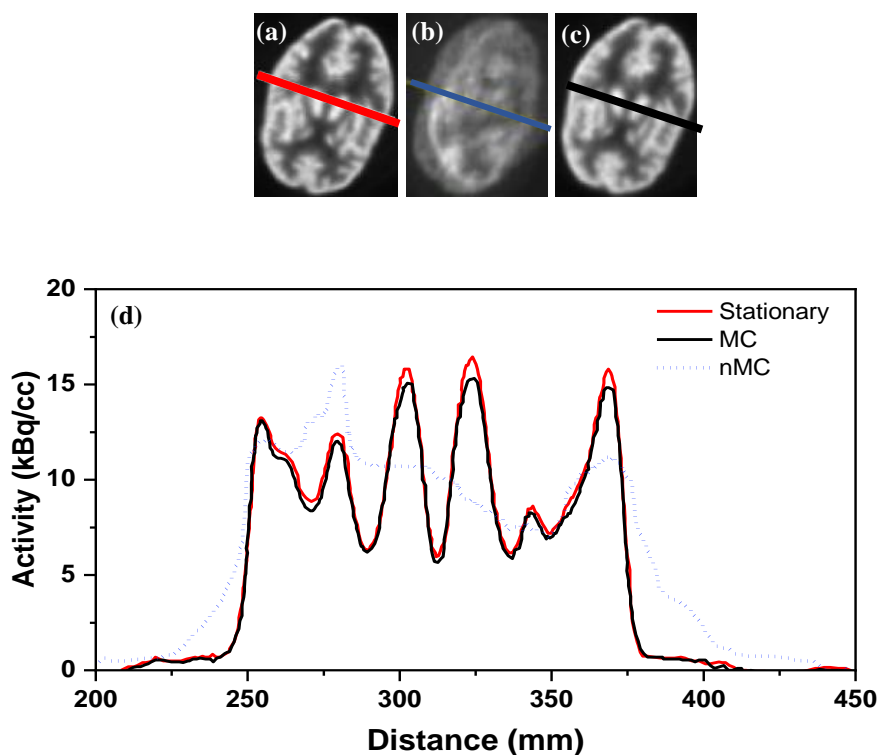 (a) (b) (c)
(d)
Stationary
MC
nMC
Activity (kBq/cc)
20
15
10
5
0
200 250 300 350 400 450
Distance (mm)